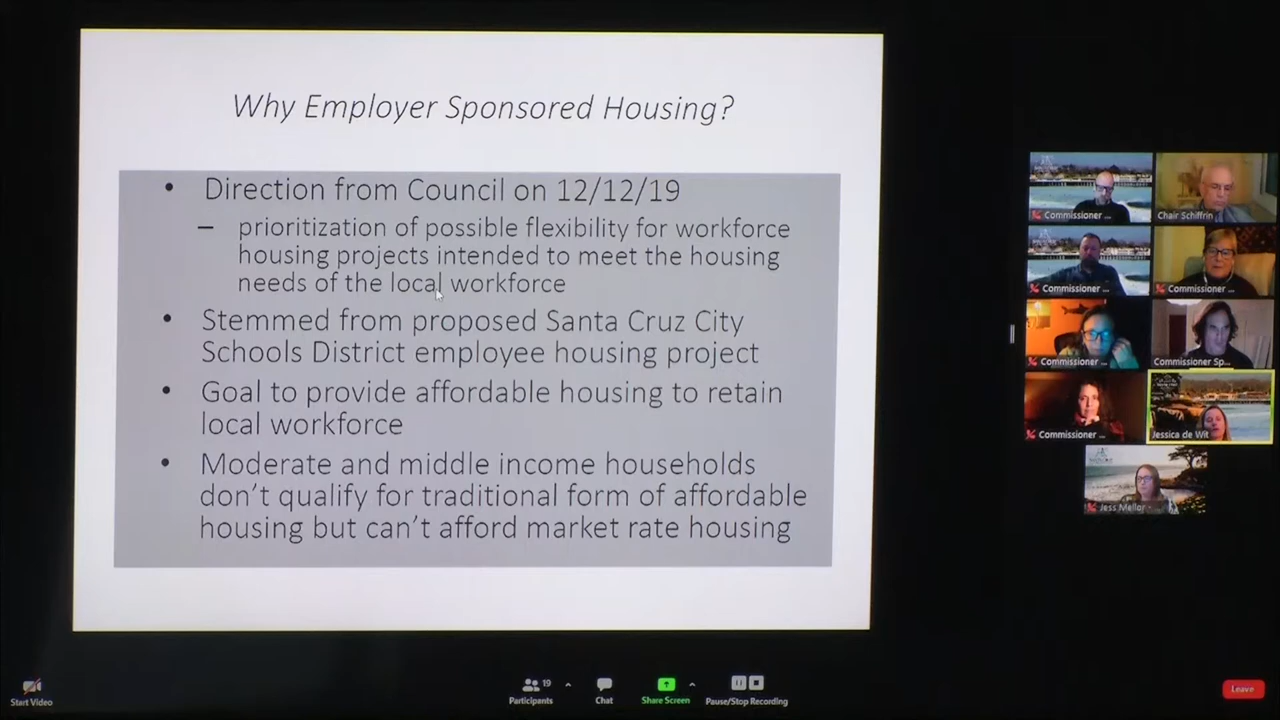 Why Employer Sponsored Housing?
• Direction from Council on 12/12/19
– prioritization of possible flexibility for workforce
housing projects intended to meet the housing
needs of the local workforce
• Stemmed from proposed Santa Cruz City
Schools District employee housing project
• Goal to provide affordable housing to retain
local workforce
• Moderate and middle income households
don't qualify for traditional form of affordable
housing but can't afford market rate housing
Commissioner ...
Chair Schiffrin
Commissioner ...
Commissioner ...
Commissioner ...
Commissioner Sp...
Commissioner ...
Jessica de Wit
Jess Mellor
Start Video
Participants
19
Chat
Share Screen
Pause/Stop Recording
Leave